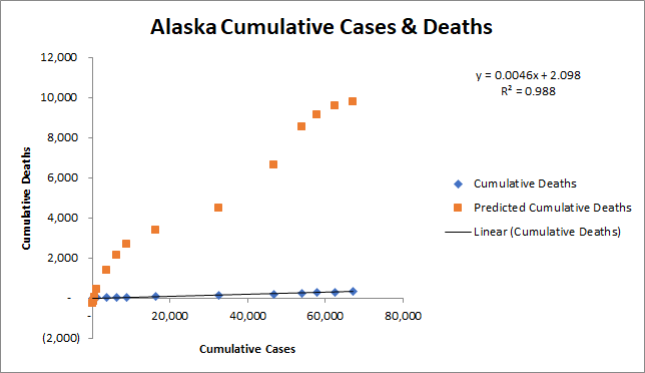 Alaska Cumulative Cases & Deaths
12,000
10,000
8,000
6,000
4,000
2,000
-
(2,000)
-
20,000
40,000
60,000
80,000
Cumulative Deaths
Cumulative Cases
y = 0.0046x + 2.098
R² = 0.988
Cumulative Deaths
Predicted Cumulative Deaths
Linear (Cumulative Deaths)